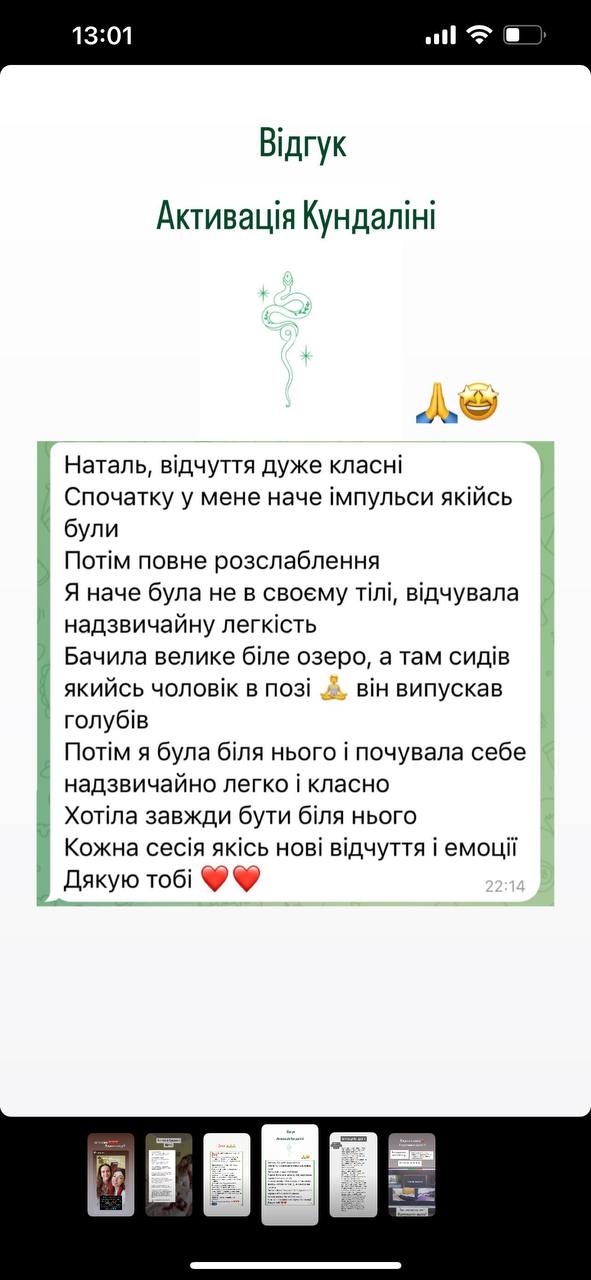 13:01
Відгук
Активація Кундаліні
🙏🤩
Наталь, відчуття дуже класні
Спочатку у мене наче імпульси якійсь
були
Потім повне розслаблення
Я наче була не в своєму тілі, відчувала
надзвичайну легкість
Бачила велике біле озеро, а там сидів
якийсь чоловік в позі 🧘 він випускав
голубів
Потім я була біля нього і почувала себе
надзвичайно легко і класно
Хотіла завжди бути біля нього
Кожна сесія якісь нові відчуття і емоції
Дякую тобі ❤️❤️
22:14